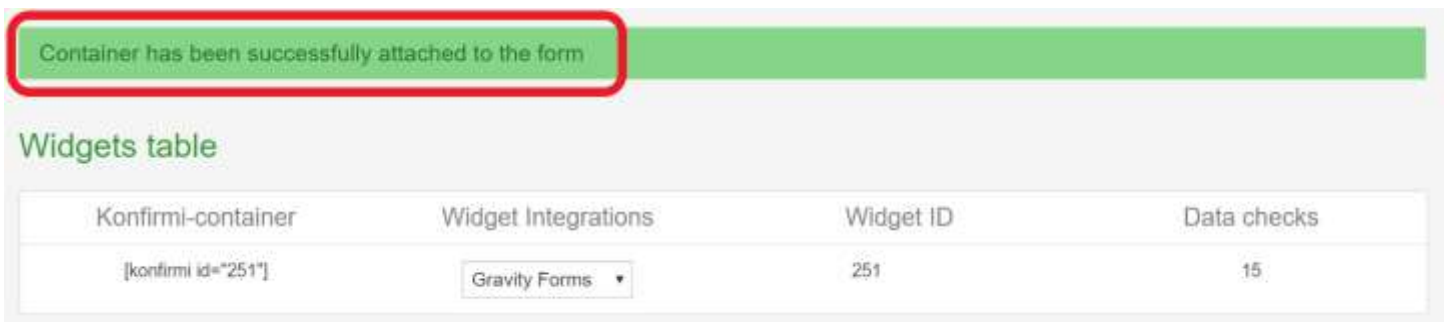 Container has been successfully attached to the form
Widgets table
Konfirmi-container Widget Integrations Widget ID Data checks
[konfirmi id="251"] Gravity Forms 251 15